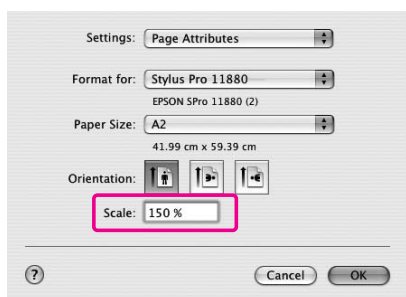 Settings: Page Attributes
Format for: Stylus Pro 11880
EPSON SPro 11880 (2)
Paper Size: A2
41.99 cm x 59.39 cm
Orientation:
Scale: 150 %
? Cancel OK